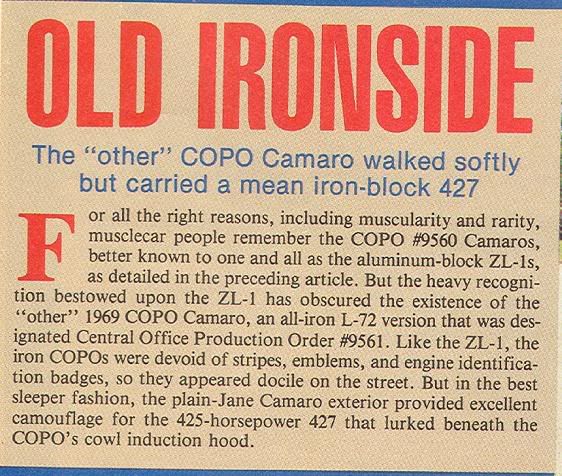 OLD IRONSIDE
The “other” COPO Camaro walked softly
but carried a mean iron-block 427
For all the right reasons, including muscularity and rarity,
musclecar people remember the COPO #9560 Camaros,
better known to one and all as the aluminum-block ZL-1s,
as detailed in the preceding article. But the heavy recogni-
tion bestowed upon the ZL-1 has obscured the existence of the
“other” 1969 COPO Camaro, an all-iron L-72 version that was des-
ignated Central Office Production Order #9561. Like the ZL-1, the
iron COPOs were devoid of stripes, emblems, and engine identifica-
tion badges, so they appeared docile on the street. But in the best
sleeper fashion, the plain-Jane Camaro exterior provided excellent
camouflage for the 425-horsepower 427 that lurked beneath the
COPO’s cowl induction hood.